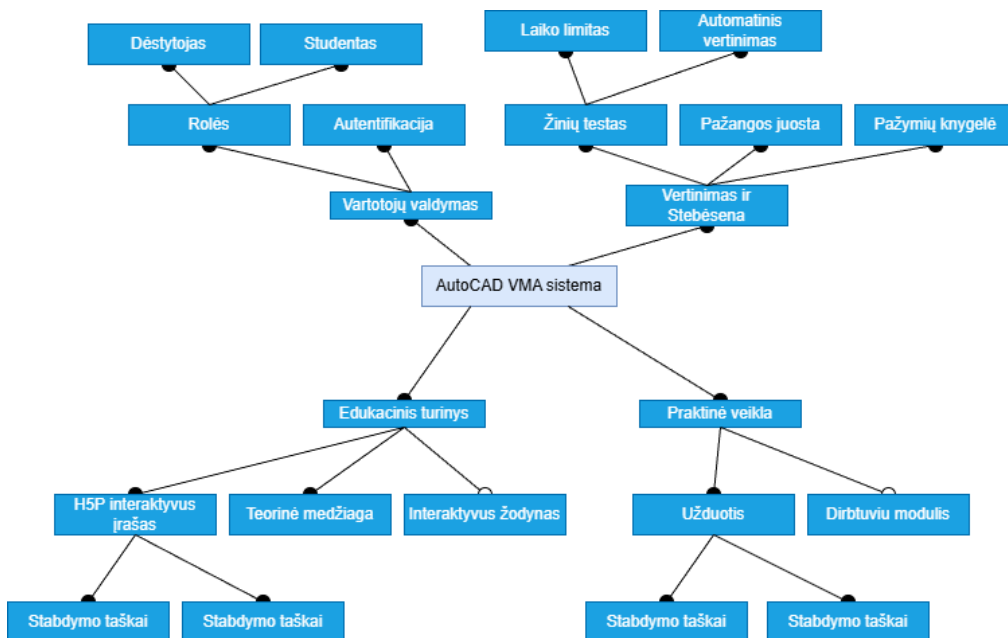 Dėstytojas
Studentas
Laiko limitas
Automatinis
vertinimas
Rolės
Autentifikacija
Žinių testas
Pažangos juosta
Pažymių knygelė
Vartotojų valdymas
Vertinimas ir
Stebėsena
AutoCAD VMA sistema
Edukacinis turinys
Praktinė veikla
H5P interaktyvus
įrašas
Teorinė medžiaga
Interaktyvus žodynas
Užduotis
Dirbtuviu modulis
Stabdymo taškai
Stabdymo taškai
Stabdymo taškai
Stabdymo taškai